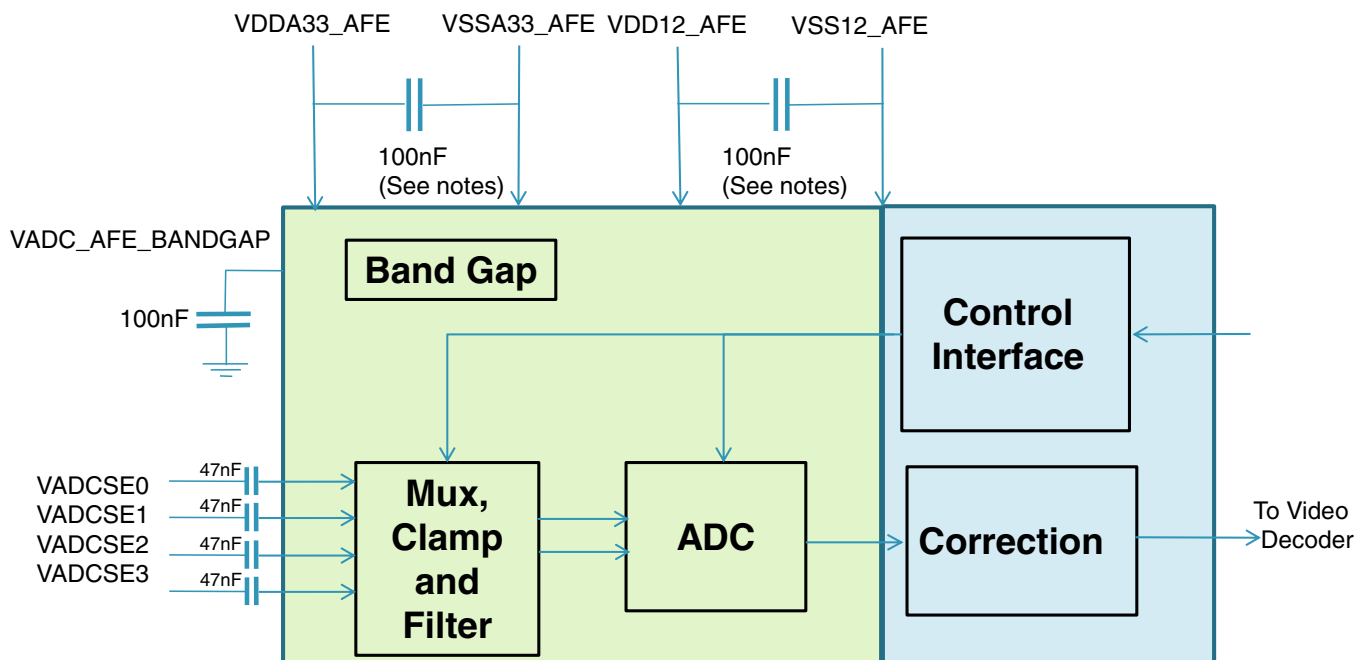 VDDA33_AFE
VSSA33_AFE
VDD12_AFE
VSS12_AFE
100nF
(See notes)
100nF
(See notes)
VADC_AFE_BANDGAP
100nF
Band Gap
Control
Interface
VADCSE0
VADCSE1
VADCSE2
VADCSE3
47nF
47nF
47nF
47nF
Mux,
Clamp
and
Filter
ADC
Correction
To Video
Decoder